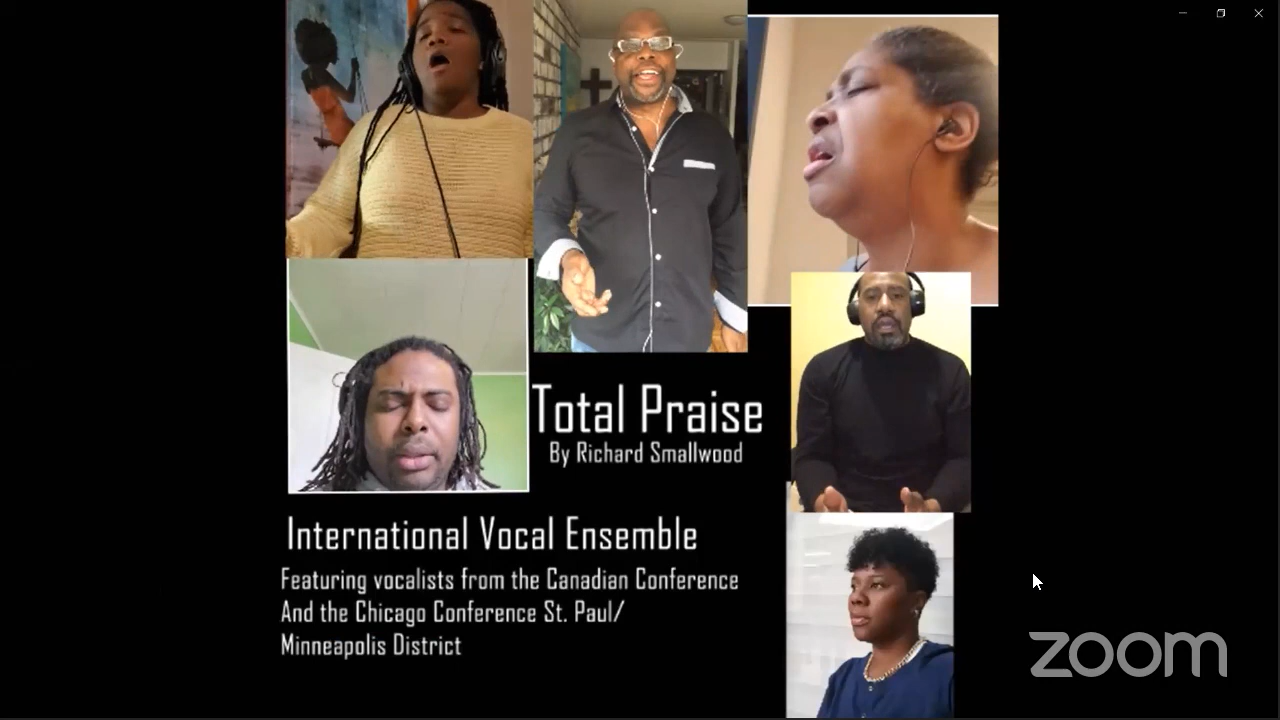 Total Praise
By Richard Smallwood
International Vocal Ensemble
Featuring vocalists from the Canadian Conference
And the Chicago Conference St. Paul/
Minneapolis District
zoom